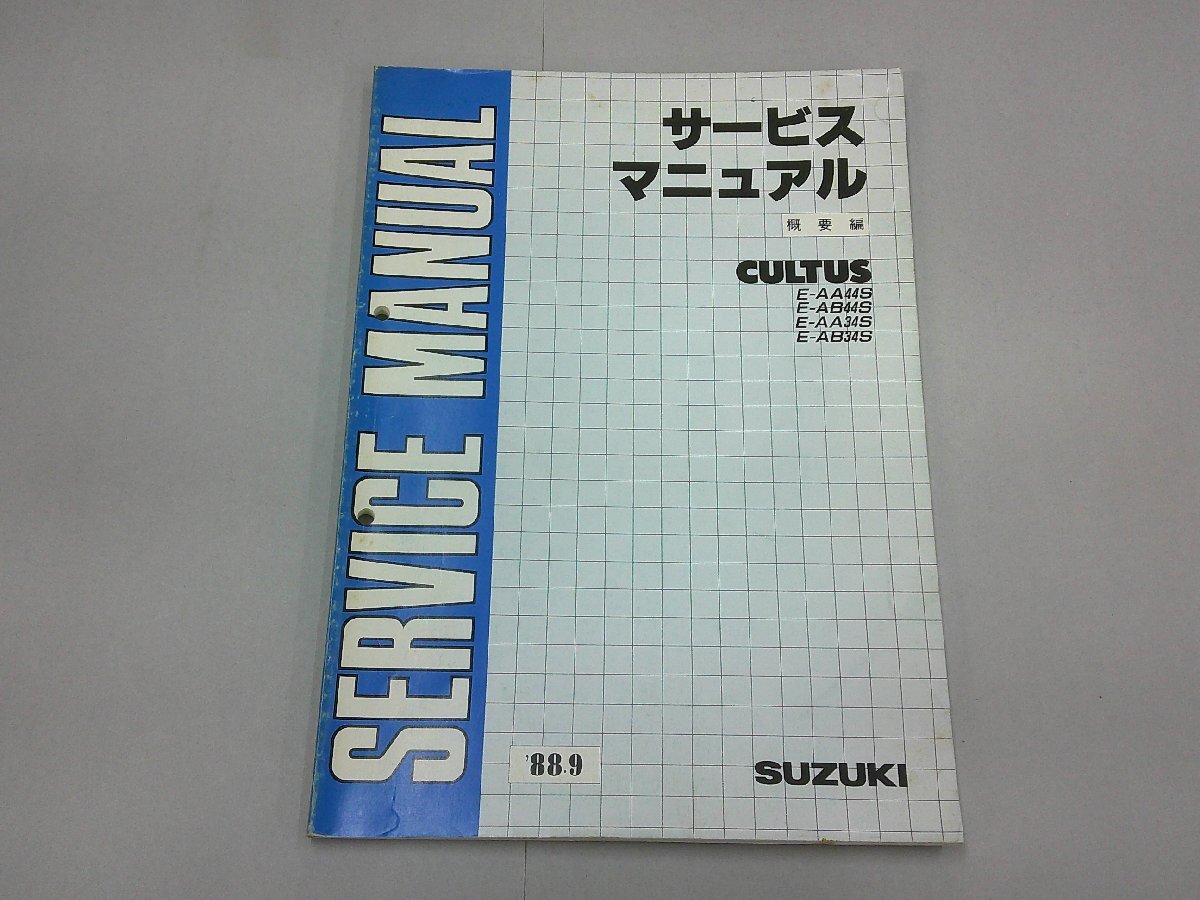 サービス
マニュアル
概要編
CULTUS
E-AA44S
E-AB44S
E-AA34S
E-AB34S
SERVICE MANUAL
'88.9
SUZUKI